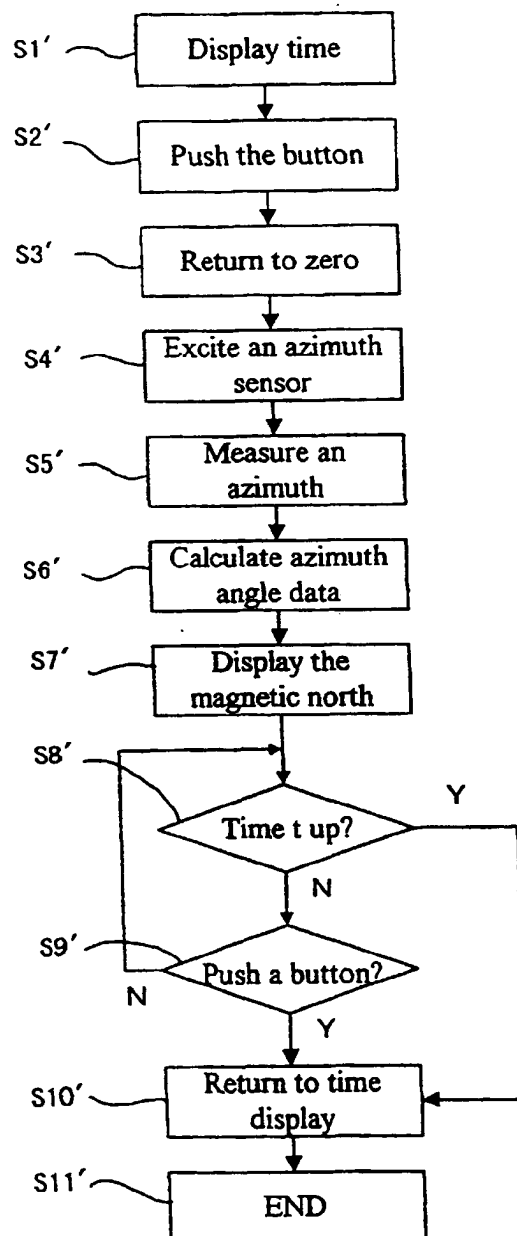 S1′
Display time
S2′
Push the button
S3′
Return to zero
S4′
Excite an azimuth
sensor
S5′
Measure an
azimuth
S6′
Calculate azimuth
angle data
S7′
Display the
magnetic north
S8′
Y
Time t up?
N
S9′
Push a button?
N
Y
S10′
Return to time
display
S11′
END